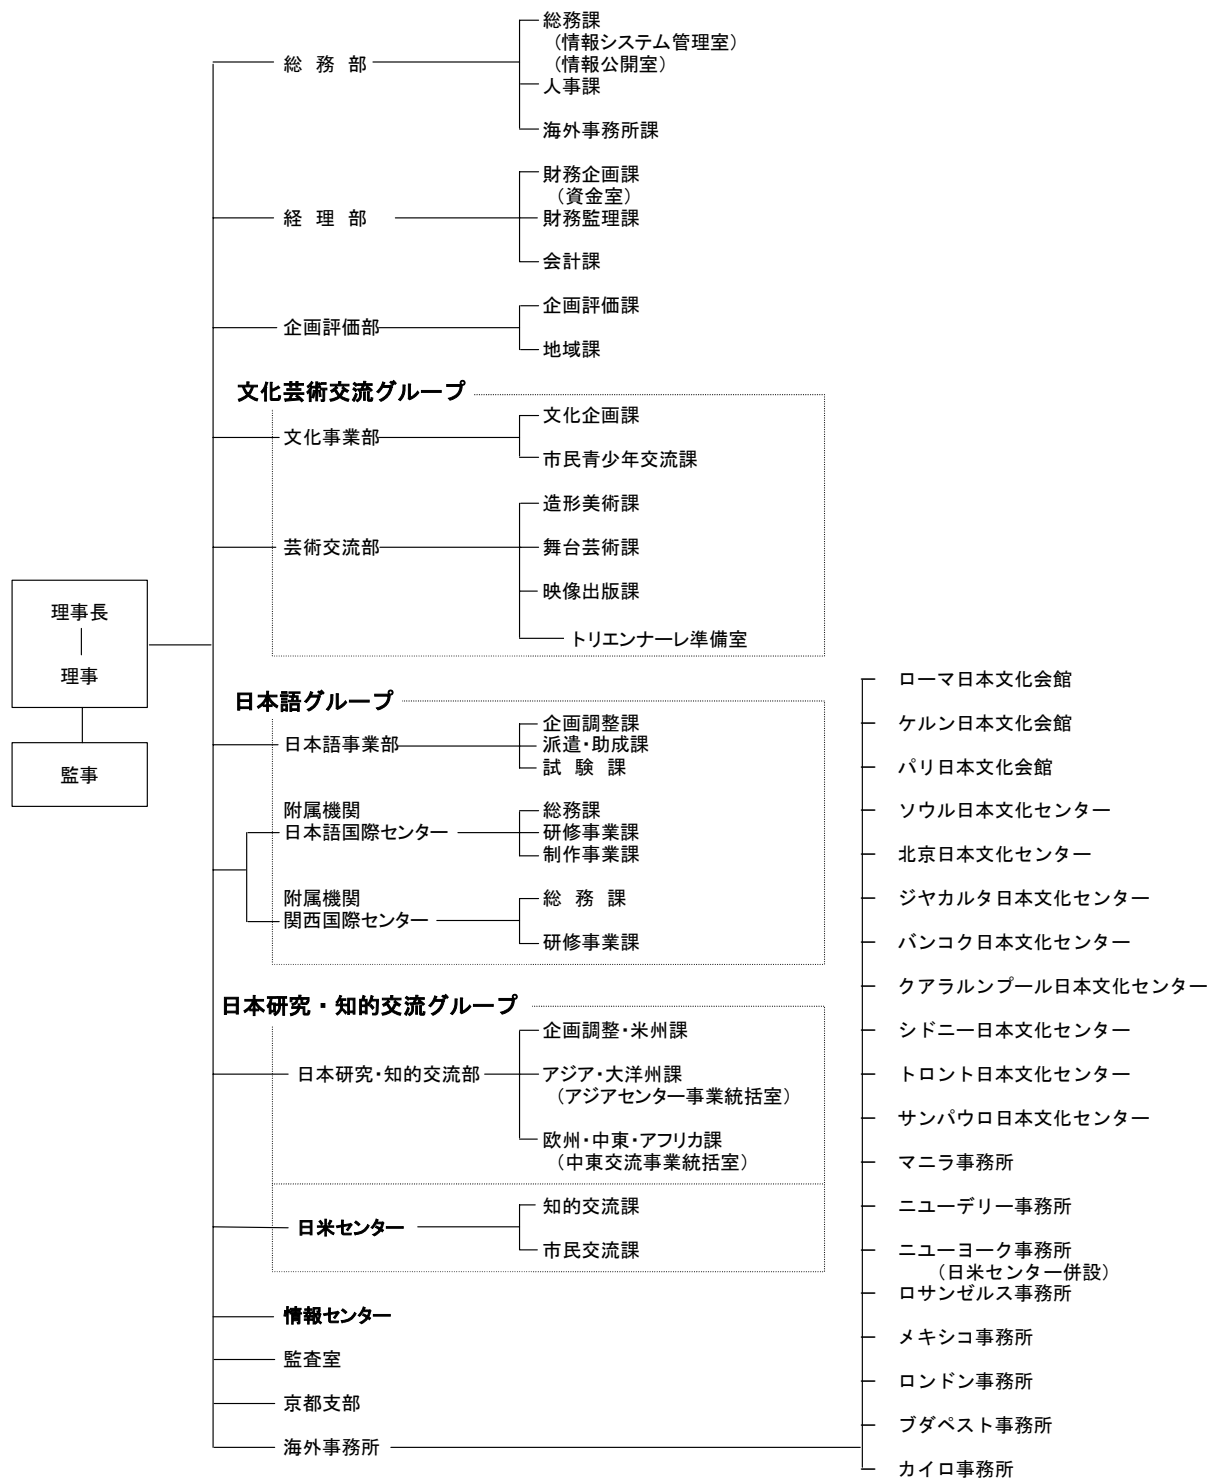 総務課
（情報システム管理室）
総 務 部
（情報公開室）
人事課
海外事務所課
財務企画課
（資金室）
経 理 部
財務監理課
会計課
企画評価課
企画評価部
地域課
文化芸術交流グループ
文化企画課
文化事業部
市民青少年交流課
造形美術課
芸術交流部
舞台芸術課
映像出版課
トリエンナーレ準備室
理事長
理事
監事
日本語グループ
企画調整課
日本語事業部
派遣・助成課
試 験 課
附属機関
日本語国際センター
総務課
研修事業課
制作事業課
附属機関
関西国際センター
総 務 課
研修事業課
日本研究・知的交流グループ
企画調整・米州課
日本研究・知的交流部
アジア・大洋州課
（アジアセンター事業統括室）
欧州・中東・アフリカ課
（中東交流事業統括室）
知的交流課
日米センター
市民交流課
情報センター
監査室
京都支部
海外事務所
ローマ日本文化会館
ケルン日本文化会館
パリ日本文化会館
ソウル日本文化センター
北京日本文化センター
ジヤカルタ日本文化センター
バンコク日本文化センター
クアラルンプール日本文化センター
シドニー日本文化センター
トロント日本文化センター
サンパウロ日本文化センター
マニラ事務所
ニューデリー事務所
ニューヨーク事務所
（日米センター併設）
ロサンゼルス事務所
メキシコ事務所
ロンドン事務所
ブダペスト事務所
カイロ事務所